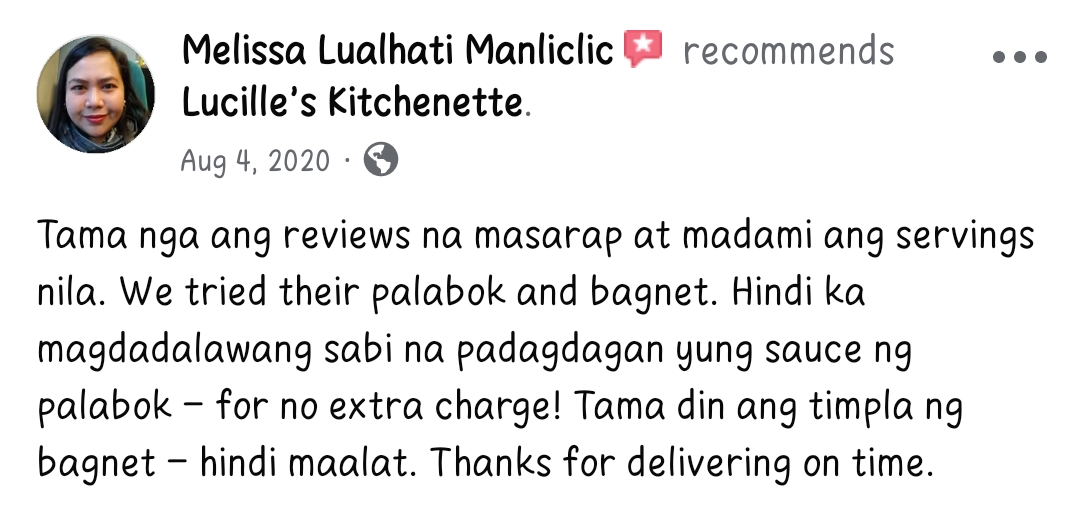 Melissa Lualhati Manliclic recommends
Lucille's Kitchenette.
Aug 4, 2020 ·
Tama nga ang reviews na masarap at madami ang servings
nila. We tried their palabok and bagnet. Hindi ka
magdadalawang sabi na padagdagan yung sauce ng
palabok – for no extra charge! Tama din ang timpla ng
bagnet – hindi maalat. Thanks for delivering on time.